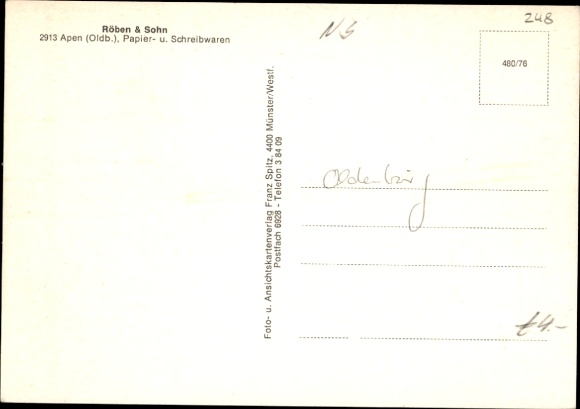 Röben & Sohn
2913 Apen (Oldb.), Papier- u. Schreibwaren
NS
248
480/76
Foto- u. Ansichtskartenverlag Franz Spitz, 4400 Münster/Westf.
Postfach 6928 - Telefon 3 84 09
Oldenburg
4.-